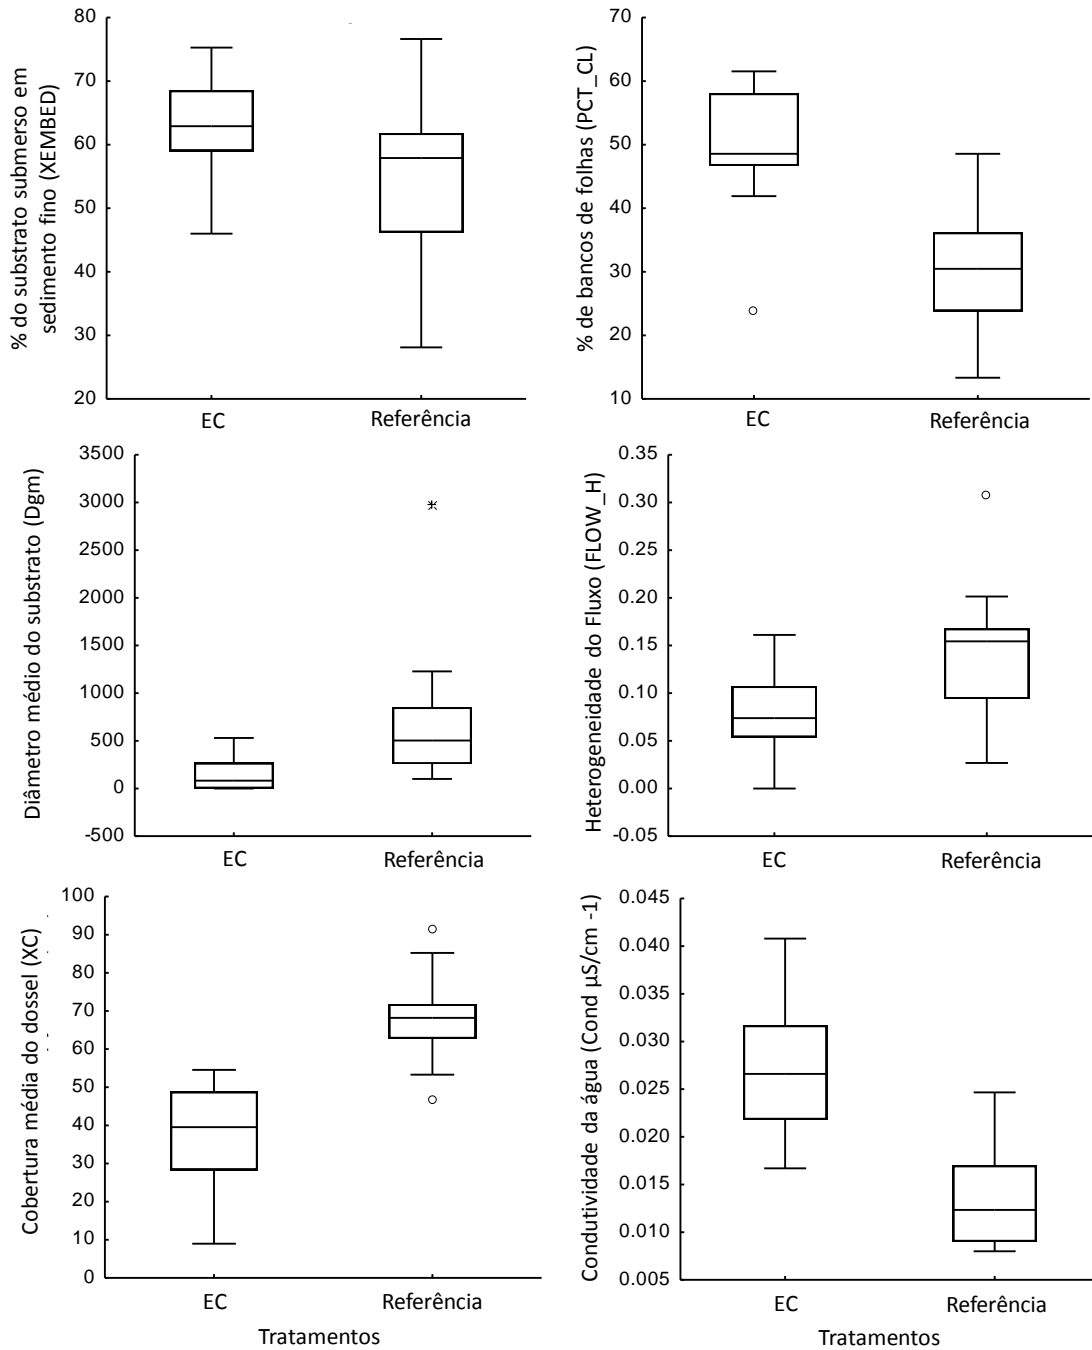 % do substrato submerso em
sedimento fino (XEMBED)
80
70
60
50
40
30
20
EC
Referência
% de bancos de folhas (PCT_CL)
70
60
50
40
30
20
10
EC
Referência
Diâmetro médio do substrato (Dgm)
3500
3000
2500
2000
1500
1000
500
0
-500
EC
Referência
Heterogeneidade do Fluxo (FLOW_H)
0.35
0.30
0.25
0.20
0.15
0.10
0.05
0.00
-0.05
EC
Referência
Cobertura média do dossel (XC)
100
90
80
70
60
50
40
30
20
10
0
EC
Referência
Tratamentos
Condutividade da água (Cond µS/cm -1)
0.045
0.040
0.035
0.030
0.025
0.020
0.015
0.010
0.005
EC
Referência
Tratamentos